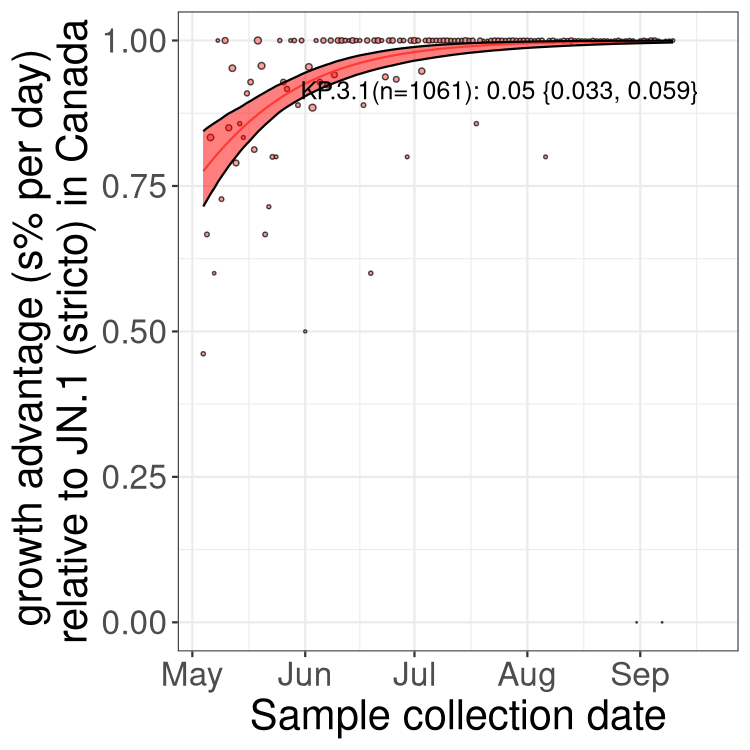 growth advantage (s% per day)
relative to JN.1 (stricto) in Canada
1.00
0.75
0.50
0.25
0.00
KP.3.1(n=1061): 0.05 {0.033, 0.059}
May Jun Jul Aug Sep
Sample collection date